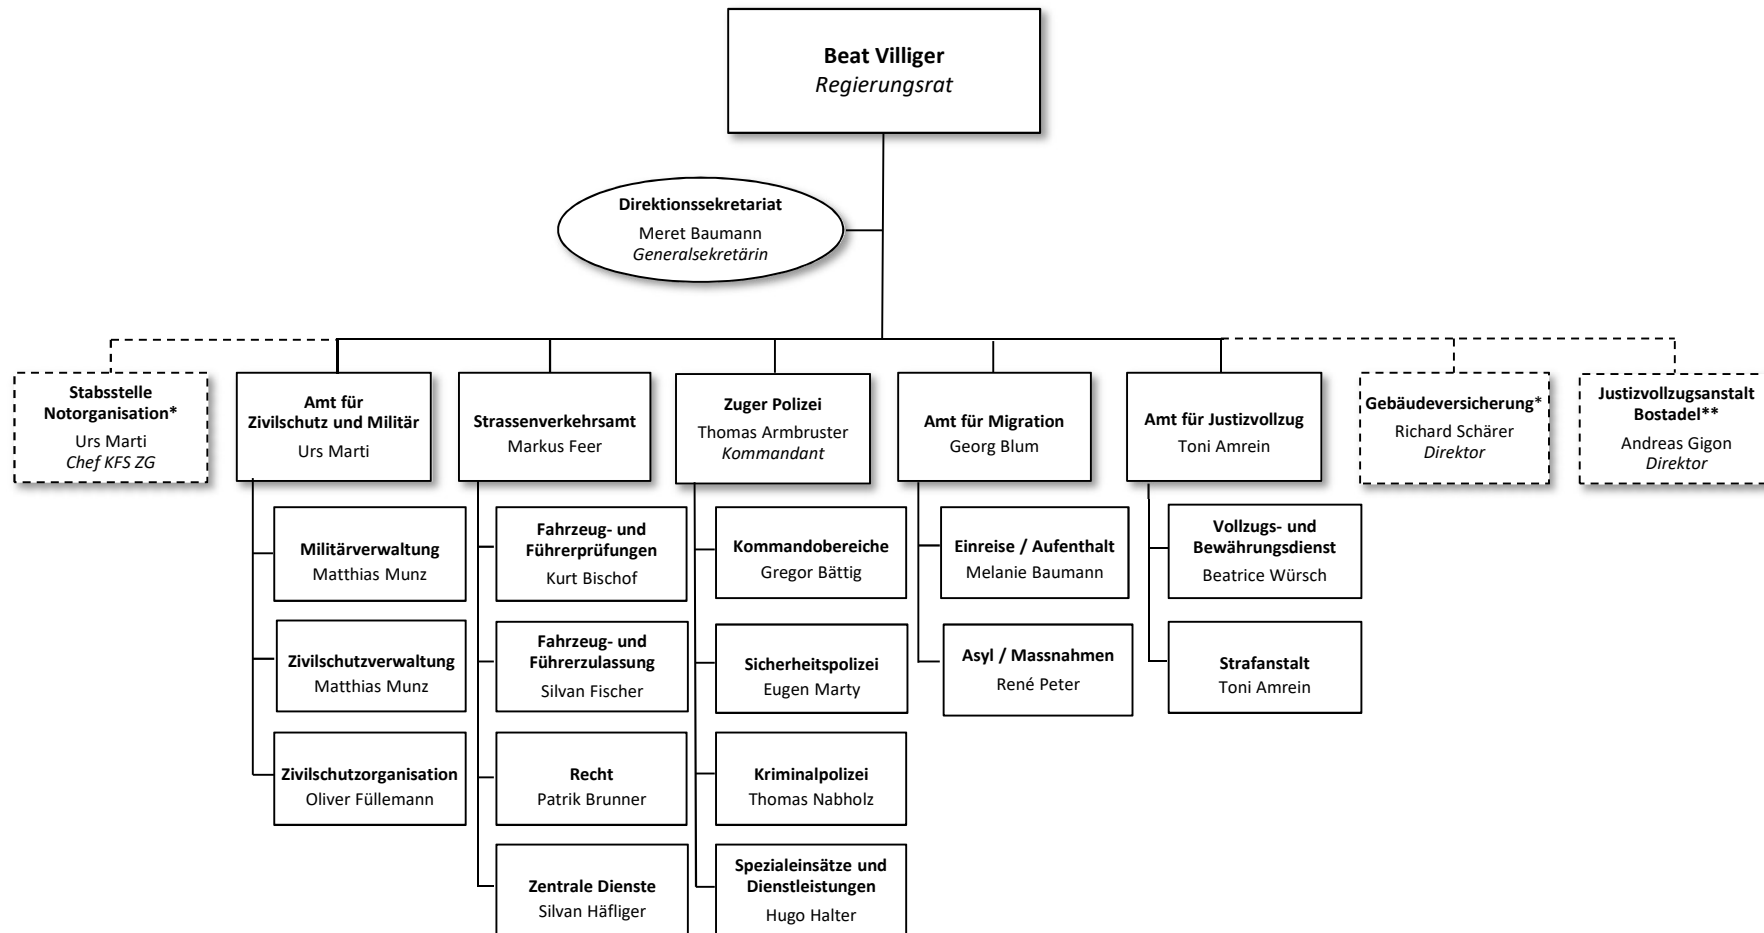 Beat Villiger
Regierungsrat
Direktionssekretariat
Meret Baumann
Generalsekretärin
Stabsstelle
Notorganisation*
Urs Marti
Chef KFS ZG
Amt für
Zivilschutz und Militär
Urs Marti
Strassenverkehrsamt
Markus Feer
Zuger Polizei
Thomas Armbruster
Kommandant
Amt für Migration
Georg Blum
Amt für Justizvollzug
Toni Amrein
Gebäudeversicherung*
Richard Schärer
Direktor
Justizvollzugsanstalt
Bostadel**
Andreas Gigon
Direktor
Militärverwaltung
Matthias Munz
Zivilschutzverwaltung
Matthias Munz
Zivilschutzorganisation
Oliver Füllemann
Fahrzeug- und
Führerprüfungen
Kurt Bischof
Fahrzeug- und
Führerzulassung
Silvan Fischer
Recht
Patrik Brunner
Zentrale Dienste
Silvan Häfliger
Kommandobereiche
Gregor Bättig
Sicherheitspolizei
Eugen Marty
Kriminalpolizei
Thomas Nabholz
Spezialeinsätze und
Dienstleistungen
Hugo Halter
Einreise / Aufenthalt
Melanie Baumann
Asyl / Massnahmen
René Peter
Vollzugs- und
Bewährungsdienst
Beatrice Würsch
Strafanstalt
Toni Amrein